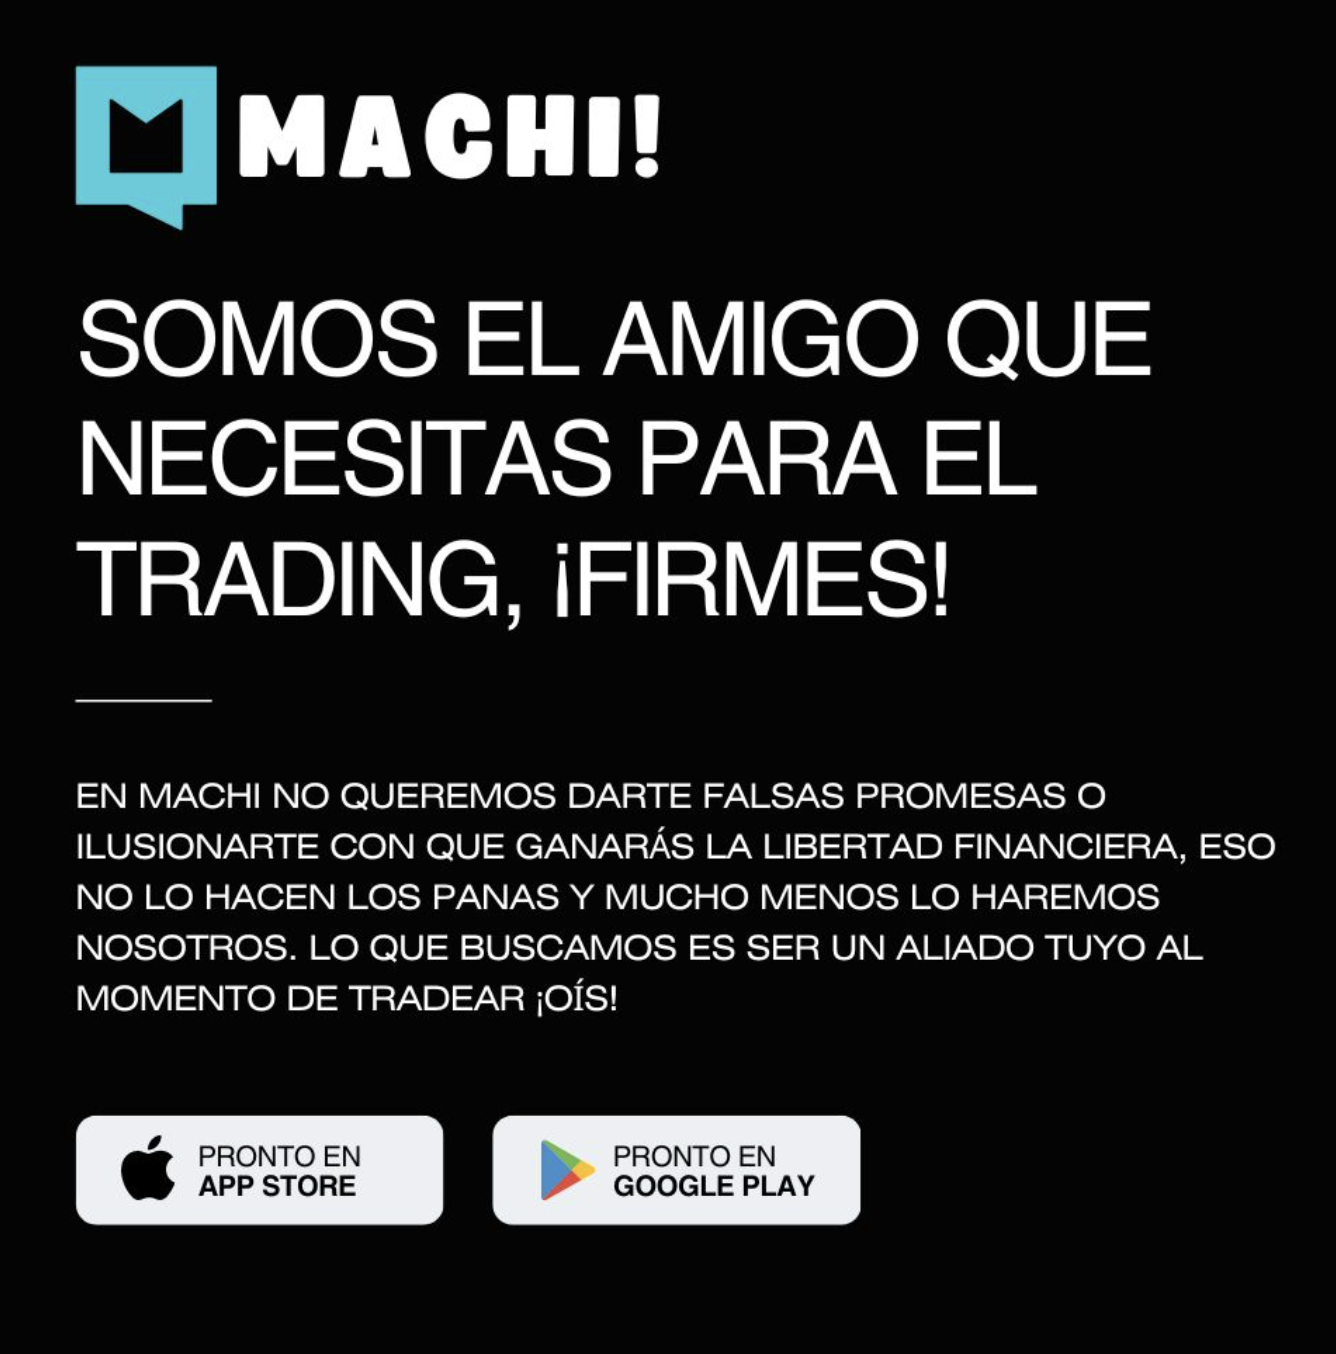 MACHI!
SOMOS EL AMIGO QUE
NECESITAS PARA EL
TRADING, ¡FIRMES!
EN MACHI NO QUEREMOS DARTE FALSAS PROMESAS O
ILUSIONARTE CON QUE GANARÁS LA LIBERTAD FINANCIERA, ESO
NO LO HACEN LOS PANAS Y MUCHO MENOS LO HAREMOS
NOSOTROS. LO QUE BUSCAMOS ES SER UN ALIADO TUYO AL
MOMENTO DE TRADEAR ¡OÍS!
PRONTO EN
APP STORE
PRONTO EN
GOOGLE PLAY